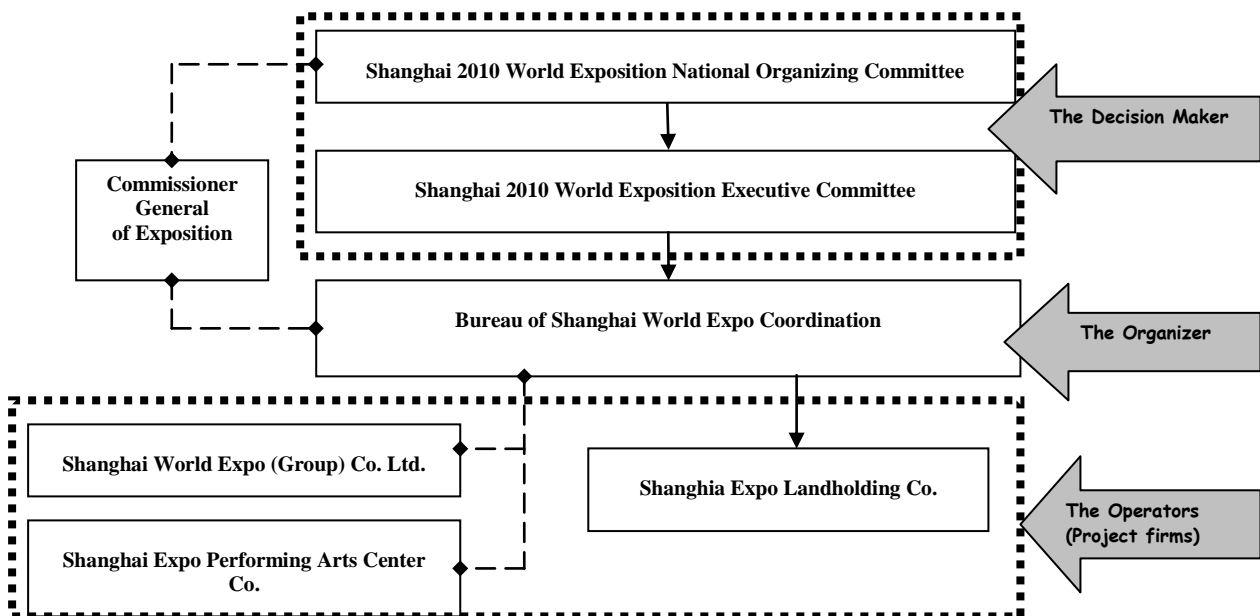 Shanghai 2010 World Exposition National Organizing Committee
The Decision Maker
Commissioner
General
of Exposition
Shanghai 2010 World Exposition Executive Committee
Bureau of Shanghai World Expo Coordination
The Organizer
Shanghai World Expo (Group) Co. Ltd.
Shanghia Expo Landholding Co.
The Operators
(Project firms)
Shanghai Expo Performing Arts Center
Co.